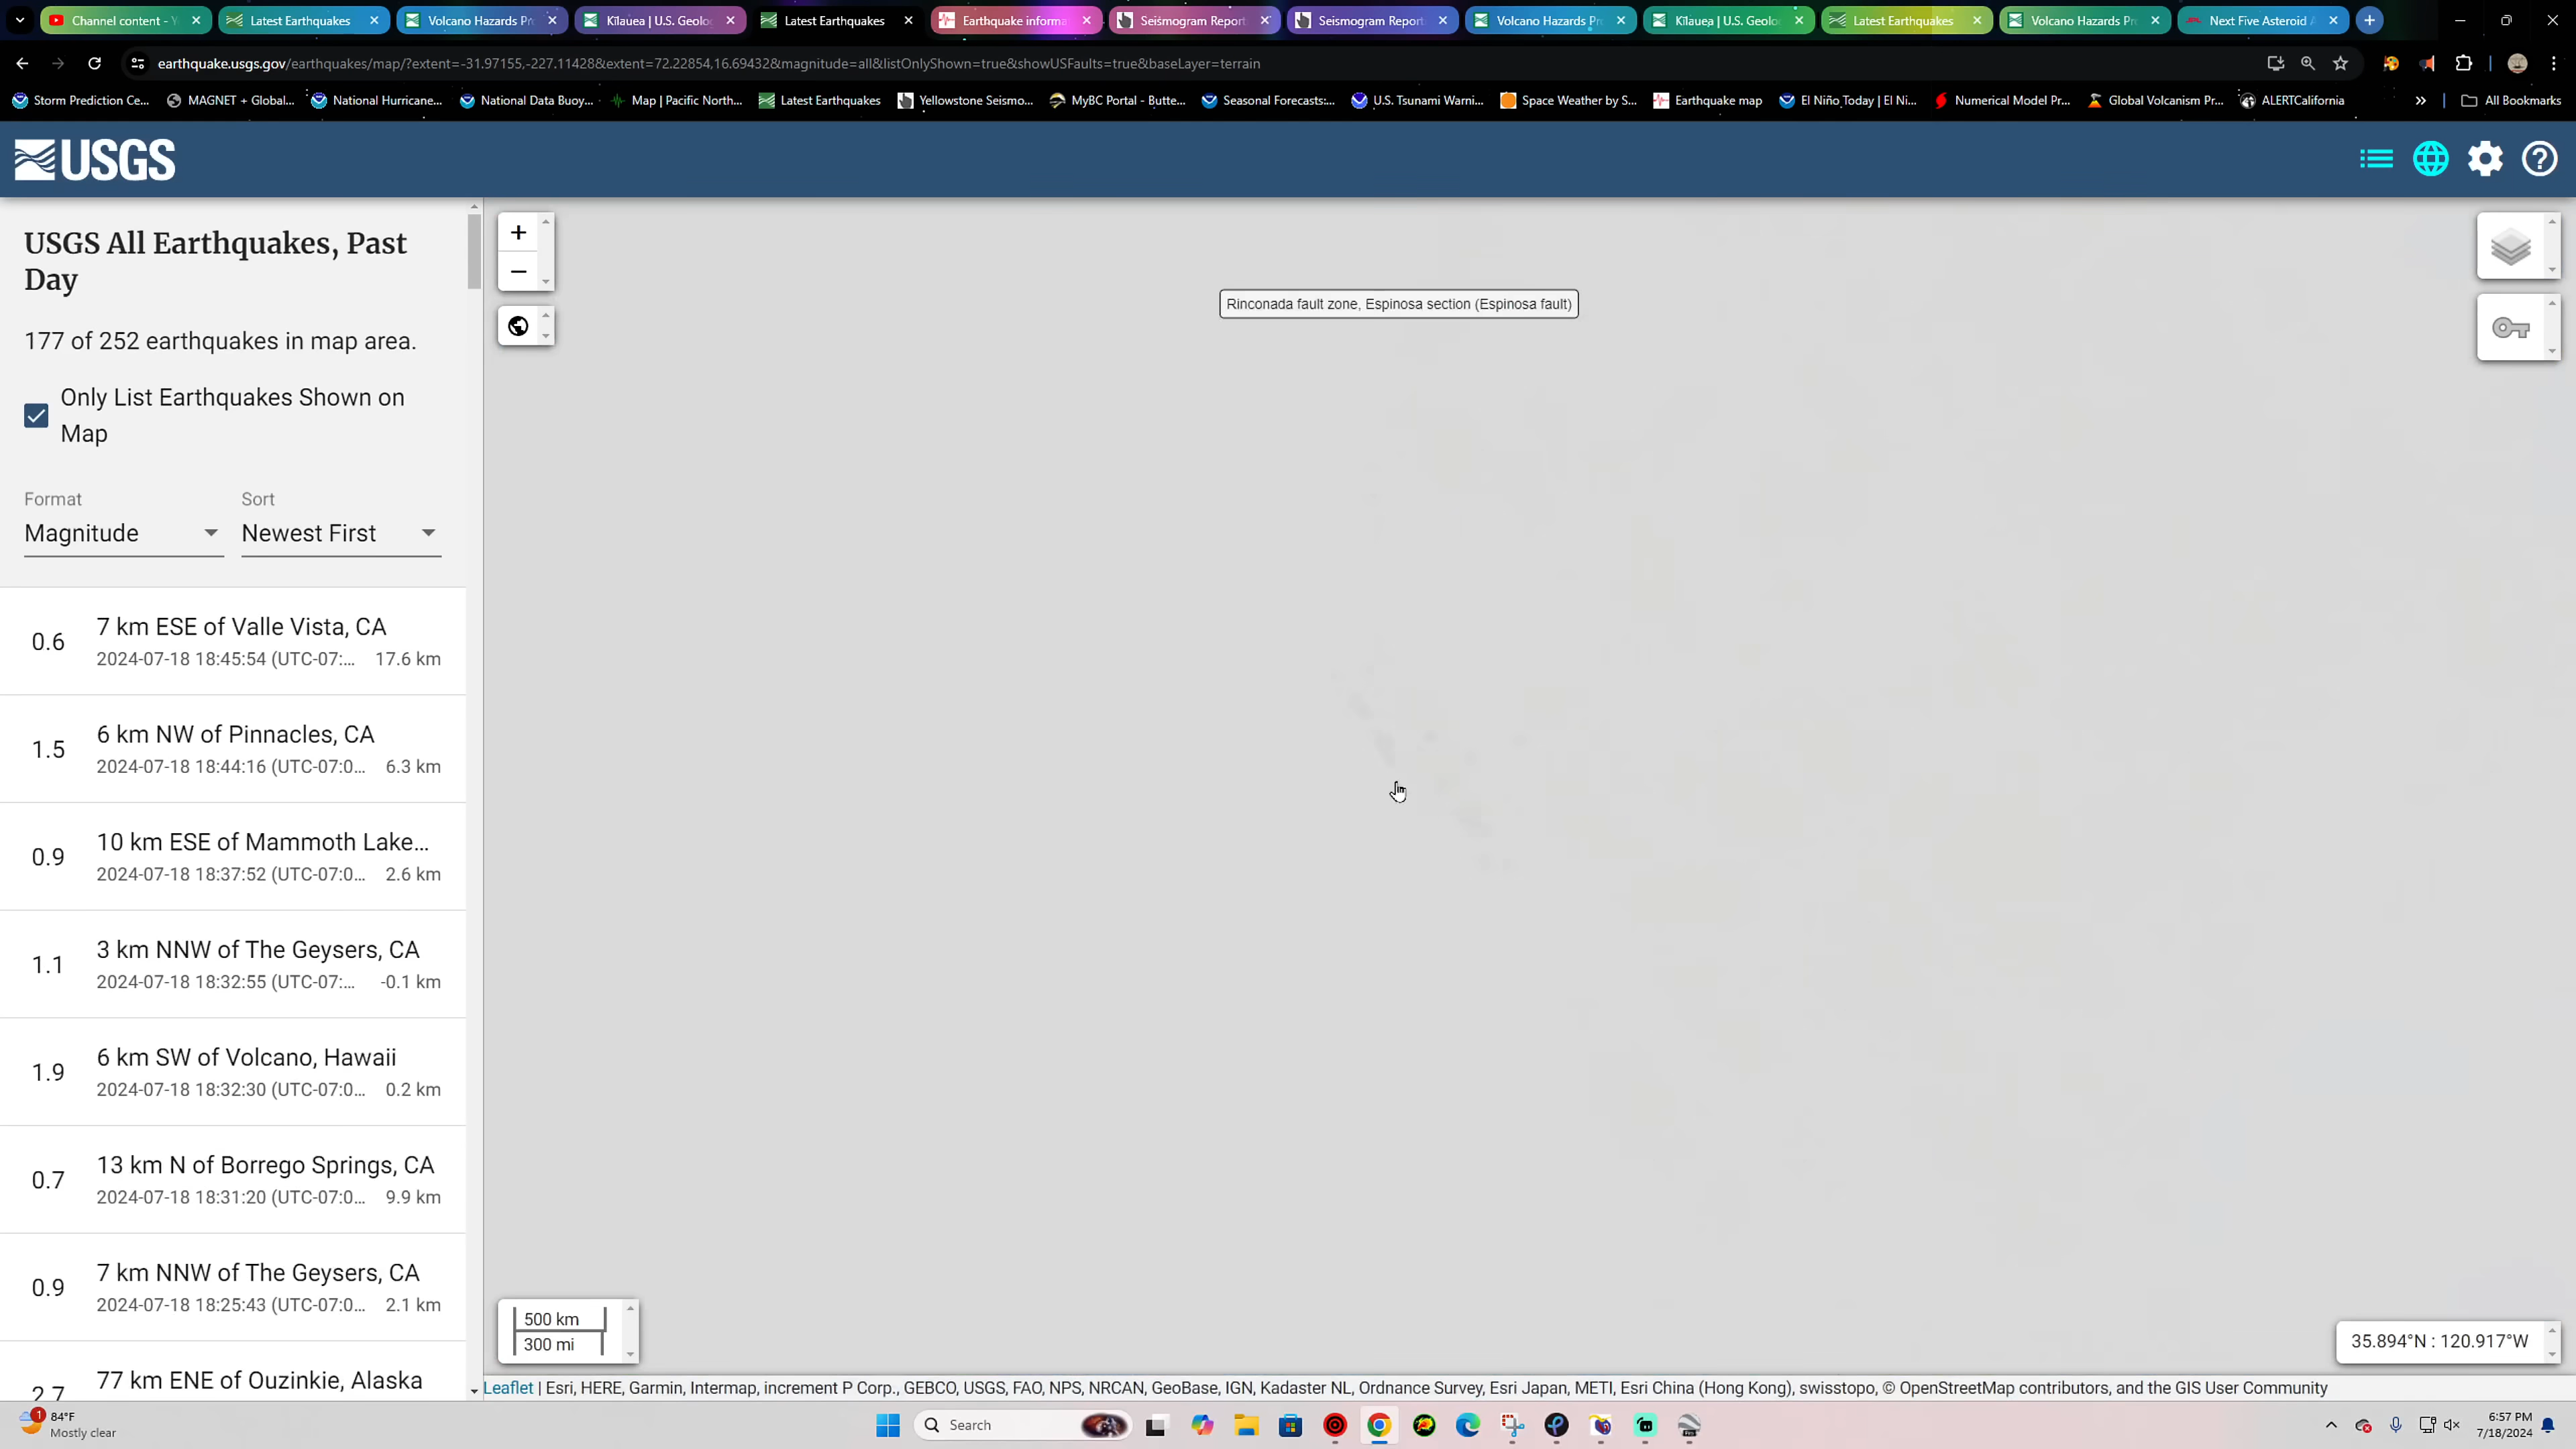 Channel content - Y
Latest Earthquakes
Volcano Hazards Pr
Kīlauea | U.S. Geolo
Latest Earthquakes
Earthquake informa
Seismogram Report
Seismogram Report
Volcano Hazards Pr
Kīlauea | U.S. Geolo
Latest Earthquakes
Volcano Hazards Pr
Next Five Asteroid A
earthquake.usgs.gov/earthquakes/map/?extent=-31.97155,-227.11428&extent=72.22854,16.69432&magnitude=all&listOnlyShown=true&showUSFaults=true&baseLayer=terrain
Storm Prediction Ce...
MAGNET + Global...
National Hurricane...
National Data Buoy...
Map | Pacific North...
Latest Earthquakes
Yellowstone Seismo...
MyBC Portal - Butte...
Seasonal Forecasts:...
U.S. Tsunami Warni...
Space Weather by S...
Earthquake map
El Niño Today | El Ni...
Numerical Model Pr...
Global Volcanism Pr...
ALERTCalifornia
All Bookmarks
USGS
USGS All Earthquakes, Past
Day
177 of 252 earthquakes in map area.
Only List Earthquakes Shown on
Map
Format
Sort
Magnitude
Newest First
0.6
7 km ESE of Valle Vista, CA
2024-07-18 18:45:54 (UTC-07:... 17.6 km
1.5
6 km NW of Pinnacles, CA
2024-07-18 18:44:16 (UTC-07:0... 6.3 km
0.9
10 km ESE of Mammoth Lake...
2024-07-18 18:37:52 (UTC-07:0... 2.6 km
1.1
3 km NNW of The Geysers, CA
2024-07-18 18:32:55 (UTC-07:... -0.1 km
1.9
6 km SW of Volcano, Hawaii
2024-07-18 18:32:30 (UTC-07:0... 0.2 km
0.7
13 km N of Borrego Springs, CA
2024-07-18 18:31:20 (UTC-07:0... 9.9 km
0.9
7 km NNW of The Geysers, CA
2024-07-18 18:25:43 (UTC-07:0... 2.1 km
2.7
77 km ENE of Ouzinkie, Alaska
Rinconada fault zone, Espinosa section (Espinosa fault)
500 km
300 mi
35.894°N : 120.917°W
Leaflet | Esri, HERE, Garmin, Intermap, increment P Corp., GEBCO, USGS, FAO, NPS, NRCAN, GeoBase, IGN, Kadaster NL, Ordnance Survey, Esri Japan, METI, Esri China (Hong Kong), swisstopo, © OpenStreetMap contributors, and the GIS User Community
1
84°F
Mostly clear
Search
6:57 PM
7/18/2024